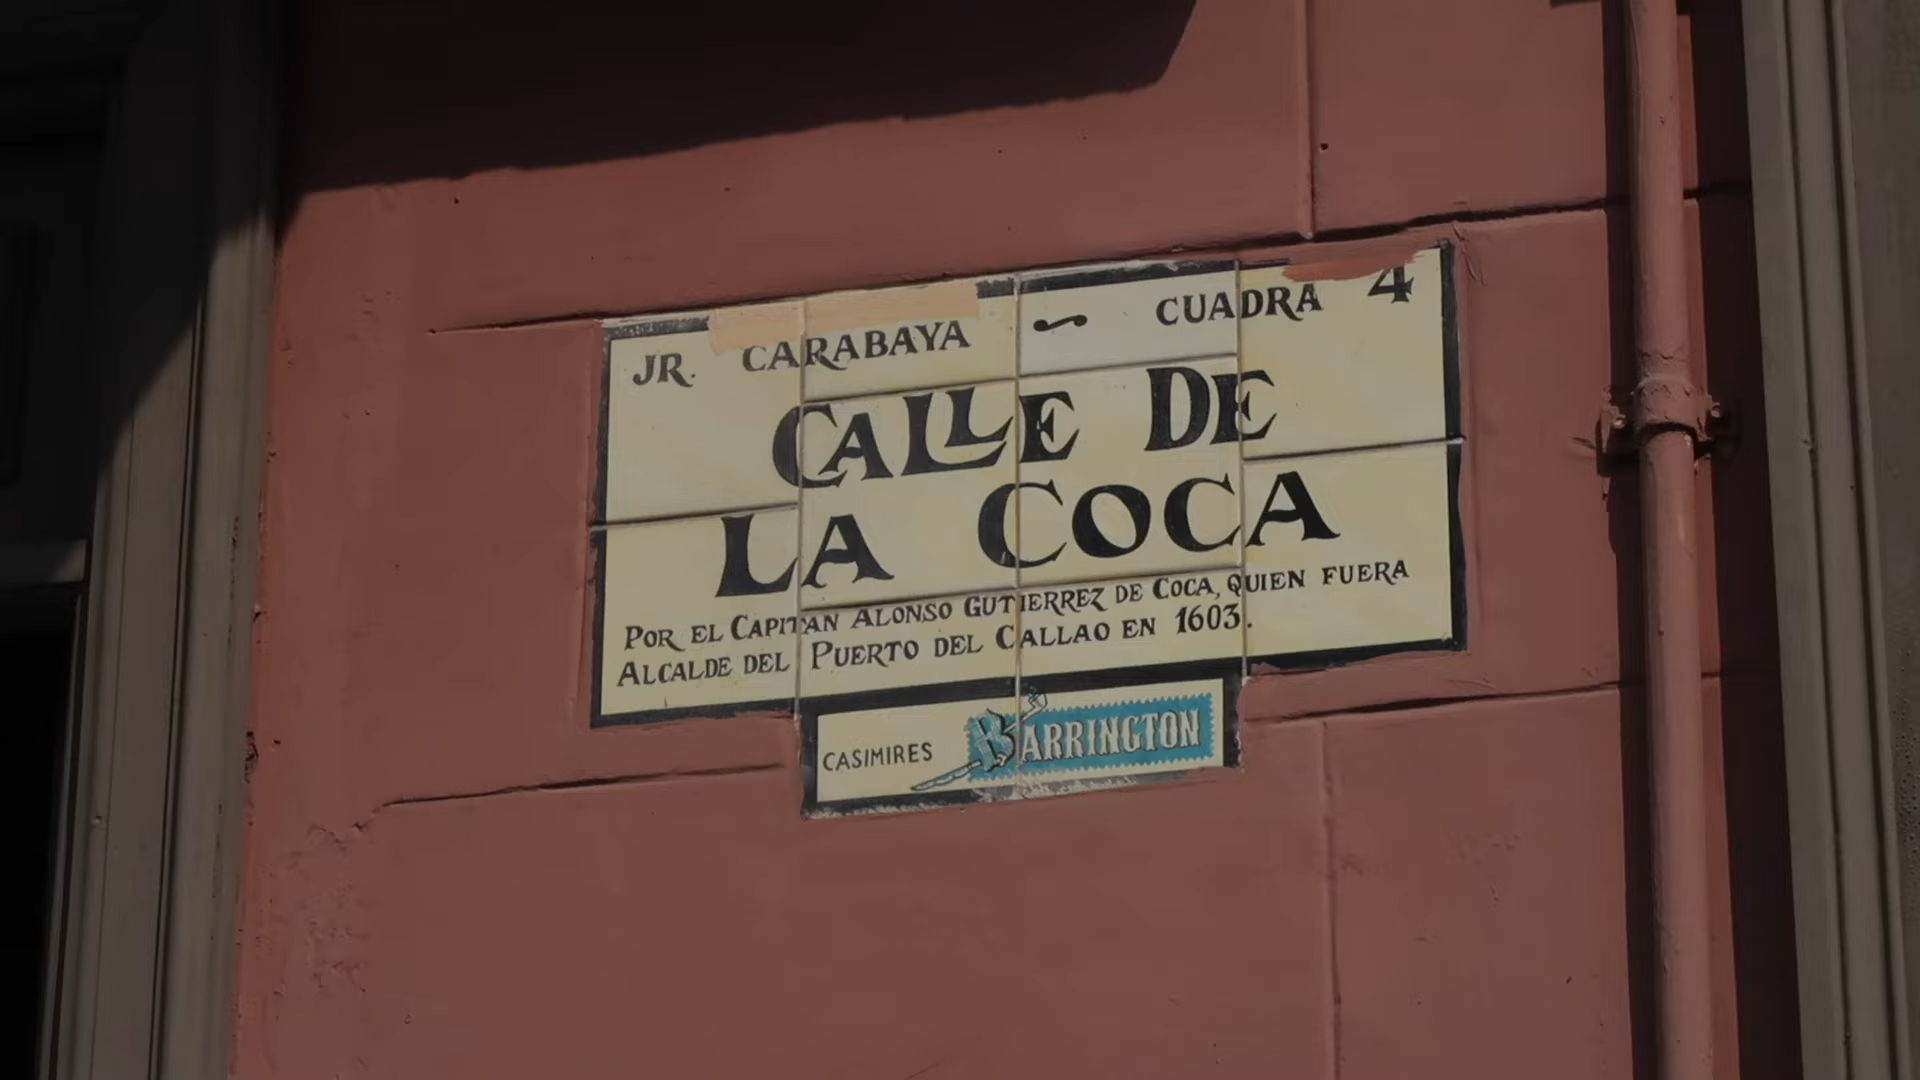 JR. CARABAYA ~ CUADRA 4
CALLE DE
LA COCA
POR EL CAPITAN ALONSO GUTIERREZ DE COCA, QUIEN FUERA
ALCALDE DEL PUERTO DEL CALLAO EN 1603.
CASIMIRES BARRINGTON